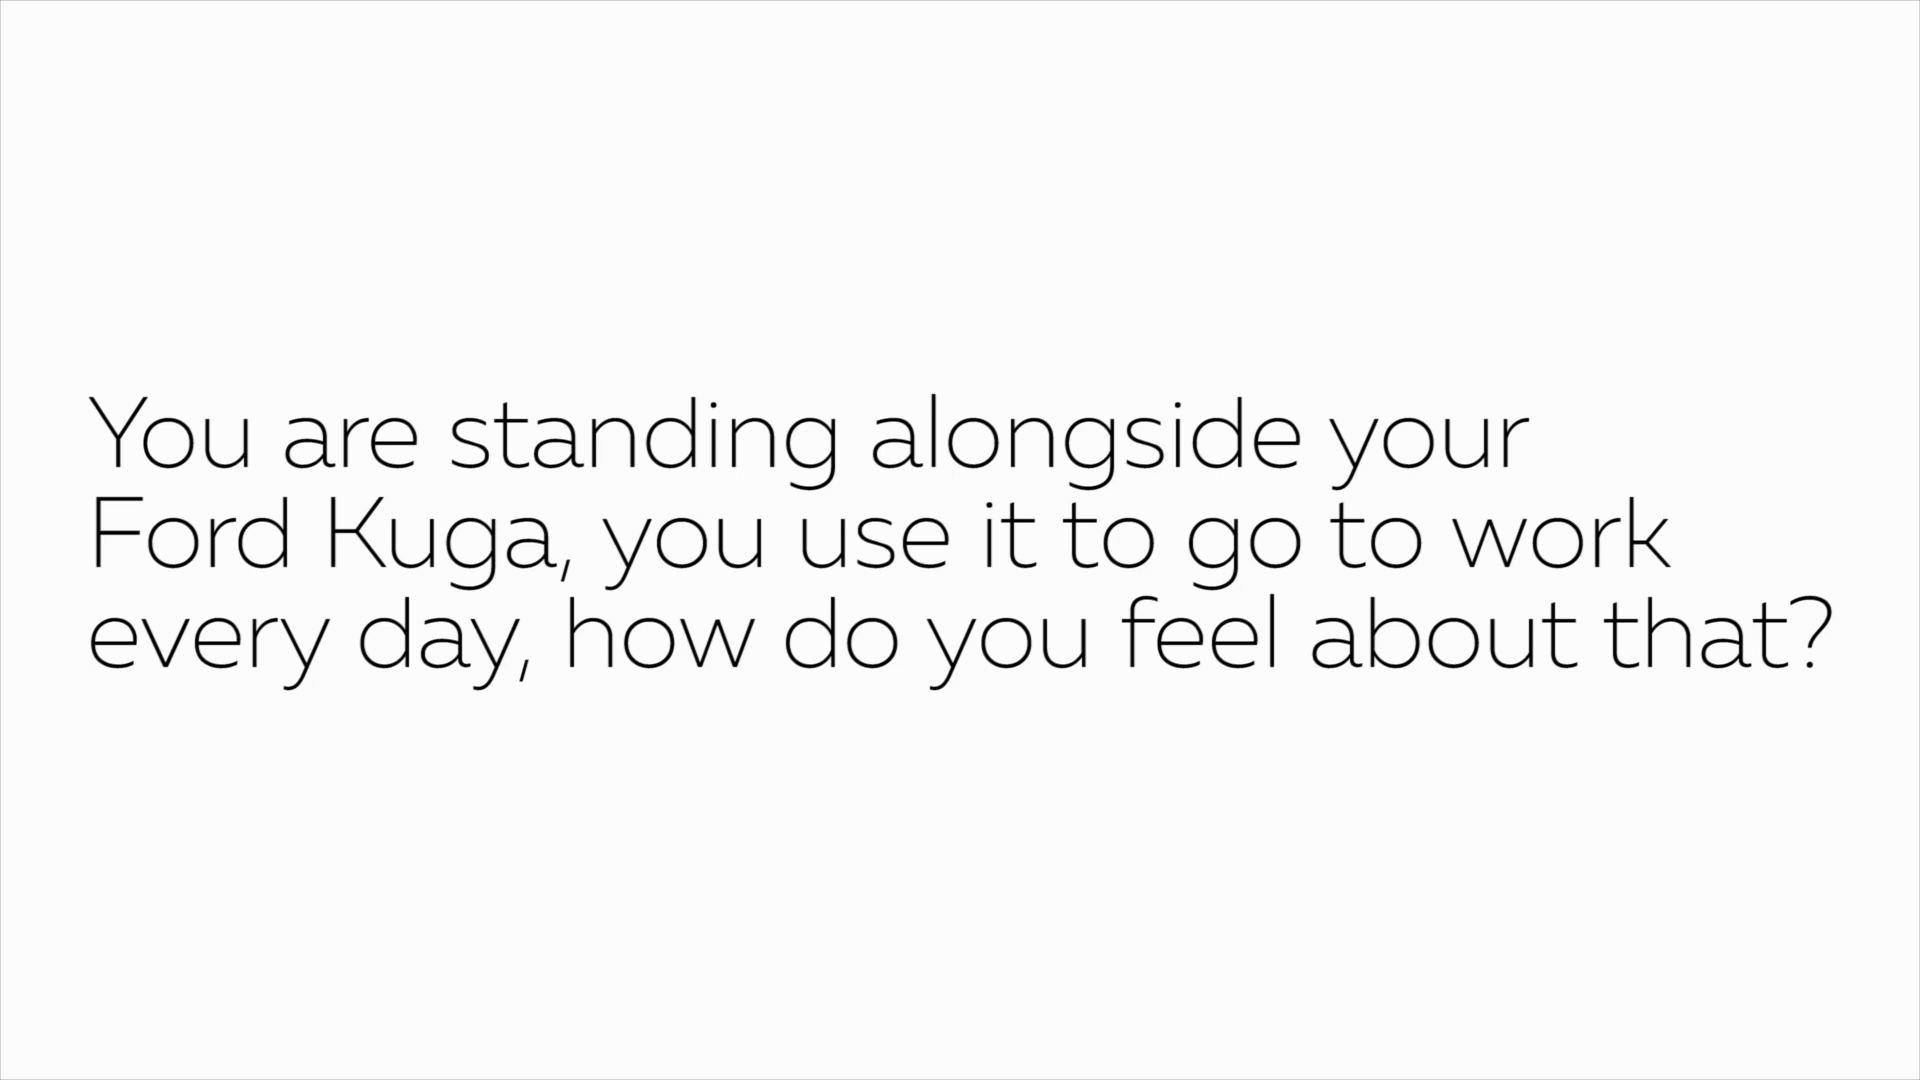 You are standing alongside your
Ford Kuga, you use it to go to work
every day, how do you feel about that?